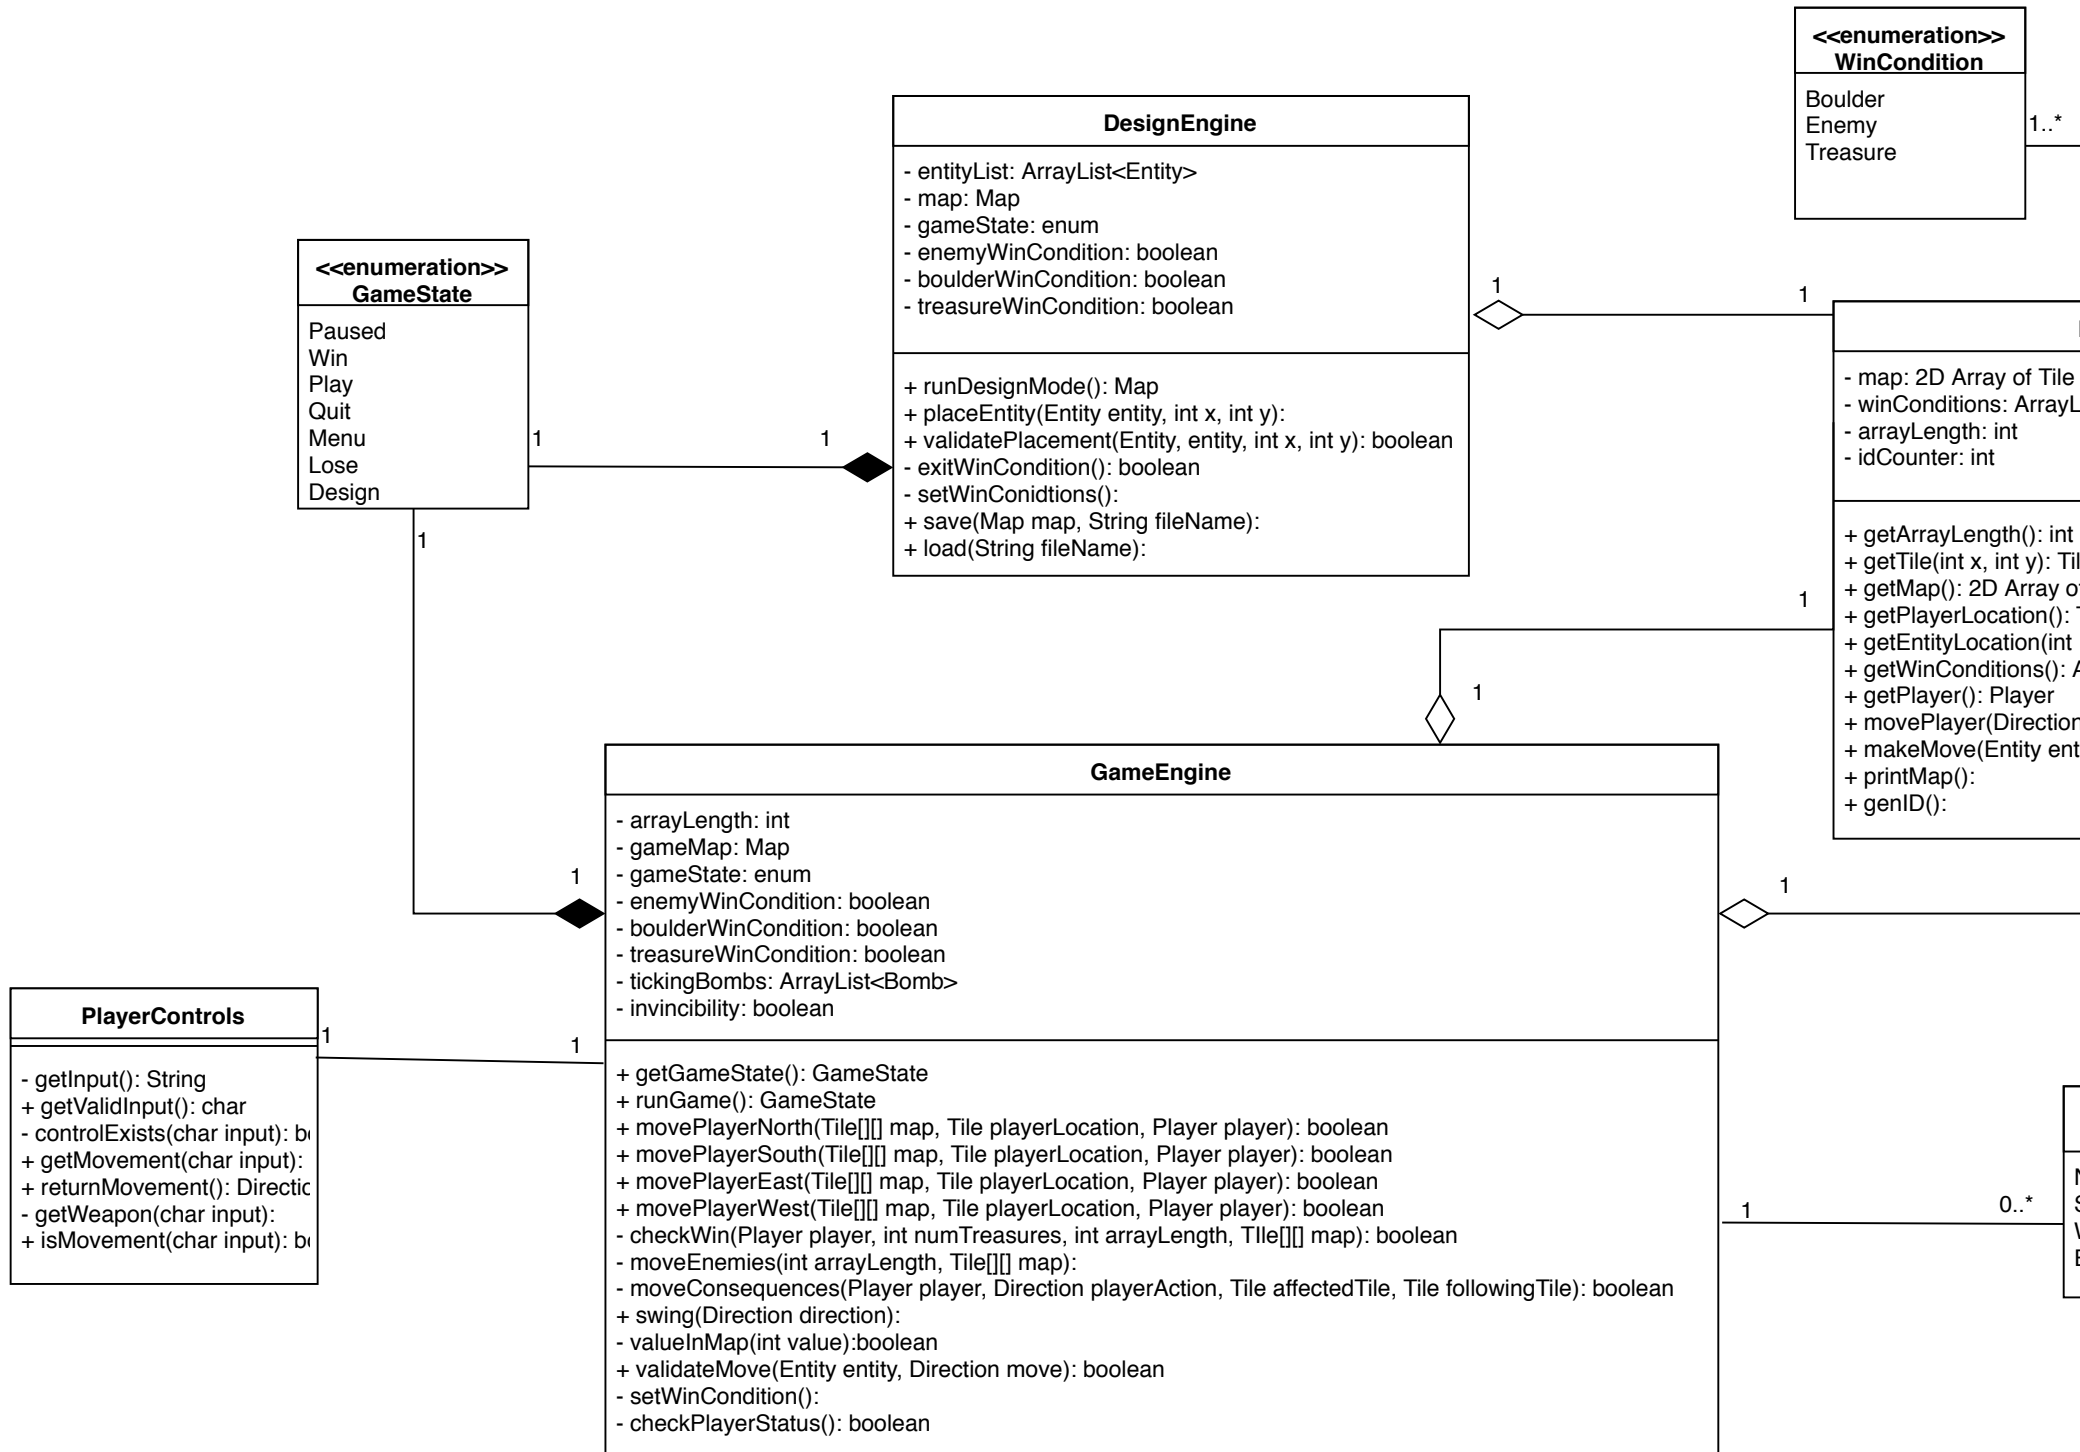 <<enumeration>>
WinCondition
Boulder
Enemy
Treasure
1..*
DesignEngine
- entityList: ArrayList<Entity>
- map: Map
- gameState: enum
- enemyWinCondition: boolean
- boulderWinCondition: boolean
- treasureWinCondition: boolean
+ runDesignMode(): Map
+ placeEntity(Entity entity, int x, int y):
+ validatePlacement(Entity, entity, int x, int y): boolean
- exitWinCondition(): boolean
- setWinConidtions():
+ save(Map map, String fileName):
+ load(String fileName):
<<enumeration>>
GameState
Paused
Win
Play
Quit
Menu
Lose
Design
1
1
1
1
1
- map: 2D Array of Tile
- winConditions:
- arrayLength: int
- idCounter: int
+ getArrayLength(): int
+ getTile(int x, int y):
+ getMap(): 2D Array
+ getPlayerLocation():
+ getEntityLocation(int
+ getWinConditions():
+ getPlayer(): Player
+ movePlayer(Direction
+ makeMove(Entity
+ printMap():
+ genID():
1
1
GameEngine
- arrayLength: int
- gameMap: Map
- gameState: enum
- enemyWinCondition: boolean
- boulderWinCondition: boolean
- treasureWinCondition: boolean
- tickingBombs: ArrayList<Bomb>
- invincibility: boolean
+ getGameState(): GameState
+ runGame(): GameState
+ movePlayerNorth(Tile[][] map, Tile playerLocation, Player player): boolean
+ movePlayerSouth(Tile[][] map, Tile playerLocation, Player player): boolean
+ movePlayerEast(Tile[][] map, Tile playerLocation, Player player): boolean
+ movePlayerWest(Tile[][] map, Tile playerLocation, Player player): boolean
- checkWin(Player player, int numTreasures, int arrayLength, TIle[][] map): boolean
- moveEnemies(int arrayLength, Tile[][] map):
- moveConsequences(Player player, Direction playerAction, Tile affectedTile, Tile followingTile): boolean
+ swing(Direction direction):
- valueInMap(int value):boolean
+ validateMove(Entity entity, Direction move): boolean
- setWinCondition():
- checkPlayerStatus(): boolean
1
1
PlayerControls
- getInput(): String
+ getValidInput(): char
- controlExists(char input):
+ getMovement(char input):
+ returnMovement():
- getWeapon(char input):
+ isMovement(char input):
1
1
1
0..*